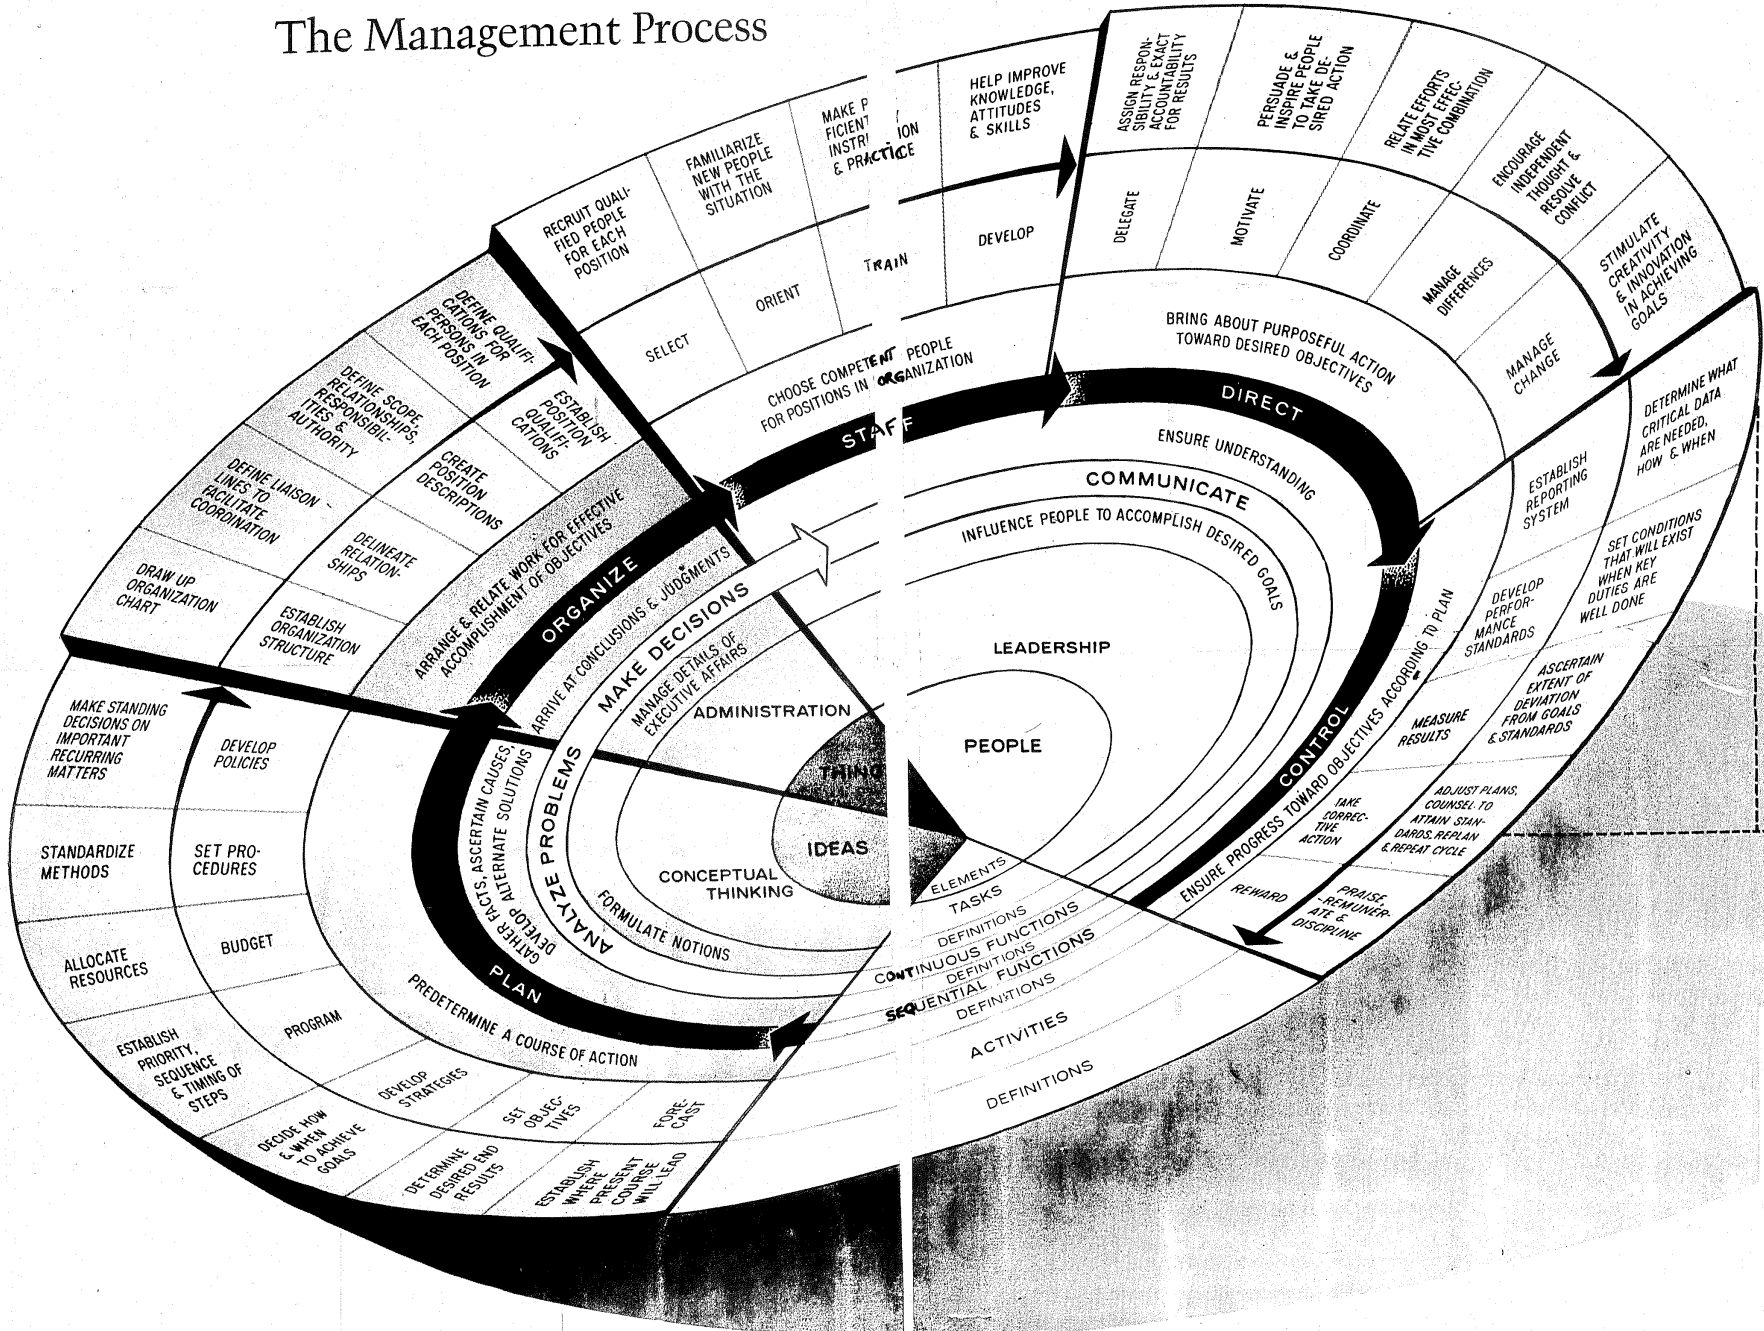 The Management Process
RECRUIT QUALI-
FIED PEOPLE
FOR EACH
POSITION
FAMILIARIZE
NEW PEOPLE
WITH THE
SITUATION
MAKE P
FICIENT
INSTR ION
& PRACTICE
HELP IMPROVE
KNOWLEDGE,
ATTITUDES
& SKILLS
ASSIGN RESPON-
SIBILITY & EXACT
ACCOUNTABILITY
FOR RESULTS
PERSUADE &
INSPIRE PEOPLE
TO TAKE DE-
SIRED ACTION
RELATE EFFORTS
IN MOST EFFEC-
TIVE COMBINATION
ENCOURAGE
INDEPENDENT
THOUGHT &
RESOLVE
CONFLICT
STIMULATE
CREATIVITY
& INNOVATION
IN ACHIEVING
GOALS
SELECT
ORIENT
TRAIN
DEVELOP
DELEGATE
MOTIVATE
COORDINATE
MANAGE
DIFFERENCES
MANAGE
CHANGE
CHOOSE COMPETENT PEOPLE
FOR POSITIONS IN ORGANIZATION
BRING ABOUT PURPOSEFUL ACTION
TOWARD DESIRED OBJECTIVES
STAFF
DIRECT
DEFINE QUALIFI-
CATIONS FOR
PERSONS IN
EACH POSITION
DEFINE SCOPE,
RELATIONSHIPS,
RESPONSIBIL-
ITIES &
AUTHORITY
DEFINE LIAISON
LINES TO
FACILITATE
COORDINATION
DRAW UP
ORGANIZATION
CHART
ESTABLISH
POSITION
QUALIFI-
CATIONS
CREATE
POSITION
DESCRIPTIONS
DELINEATE
RELATION-
SHIPS
ESTABLISH
ORGANIZATION
STRUCTURE
ARRANGE & RELATE WORK FOR EFFECTIVE
ACCOMPLISHMENT OF OBJECTIVES
ORGANIZE
ARRIVE AT CONCLUSIONS & JUDGMENTS
MAKE DECISIONS
MANAGE DETAILS OF
EXECUTIVE AFFAIRS
ADMINISTRATION
THING
ENSURE UNDERSTANDING
COMMUNICATE
INFLUENCE PEOPLE TO ACCOMPLISH DESIRED GOALS
LEADERSHIP
PEOPLE
DETERMINE WHAT
CRITICAL DATA
ARE NEEDED,
HOW & WHEN
SET CONDITIONS
THAT WILL EXIST
WHEN KEY
DUTIES ARE
WELL DONE
ASCERTAIN
EXTENT OF
DEVIATION
FROM GOALS
& STANDARDS
ADJUST PLANS,
COUNSEL TO
ATTAIN STAN-
DARDS, REPLAN
& REPEAT CYCLE
PRAISE,
REMUNER-
ATE &
DISCIPLINE
ESTABLISH
REPORTING
SYSTEM
DEVELOP
PERFOR-
MANCE
STANDARDS
MEASURE
RESULTS
TAKE
CORREC-
TIVE
ACTION
REWARD
ENSURE PROGRESS TOWARD OBJECTIVES ACCORDING TO PLAN
CONTROL
MAKE STANDING
DECISIONS ON
IMPORTANT
RECURRING
MATTERS
STANDARDIZE
METHODS
ALLOCATE
RESOURCES
ESTABLISH
PRIORITY,
SEQUENCE
& TIMING OF
STEPS
DECIDE HOW
& WHEN
TO ACHIEVE
GOALS
DETERMINE
DESIRED END
RESULTS
ESTABLISH
WHERE
PRESENT
COURSE
WILL LEAD
DEVELOP
POLICIES
SET PRO-
CEDURES
BUDGET
PROGRAM
DEVELOP
STRATEGIES
SET
OBJEC-
TIVES
FORE-
CAST
PREDETERMINE A COURSE OF ACTION
PLAN
GATHER FACTS, ASCERTAIN CAUSES,
DEVELOP ALTERNATE SOLUTIONS
ANALYZE PROBLEMS
FORMULATE NOTIONS
CONCEPTUAL
THINKING
IDEAS
ELEMENTS
TASKS
DEFINITIONS
CONTINUOUS FUNCTIONS
DEFINITIONS
SEQUENTIAL FUNCTIONS
DEFINITIONS
ACTIVITIES
DEFINITIONS